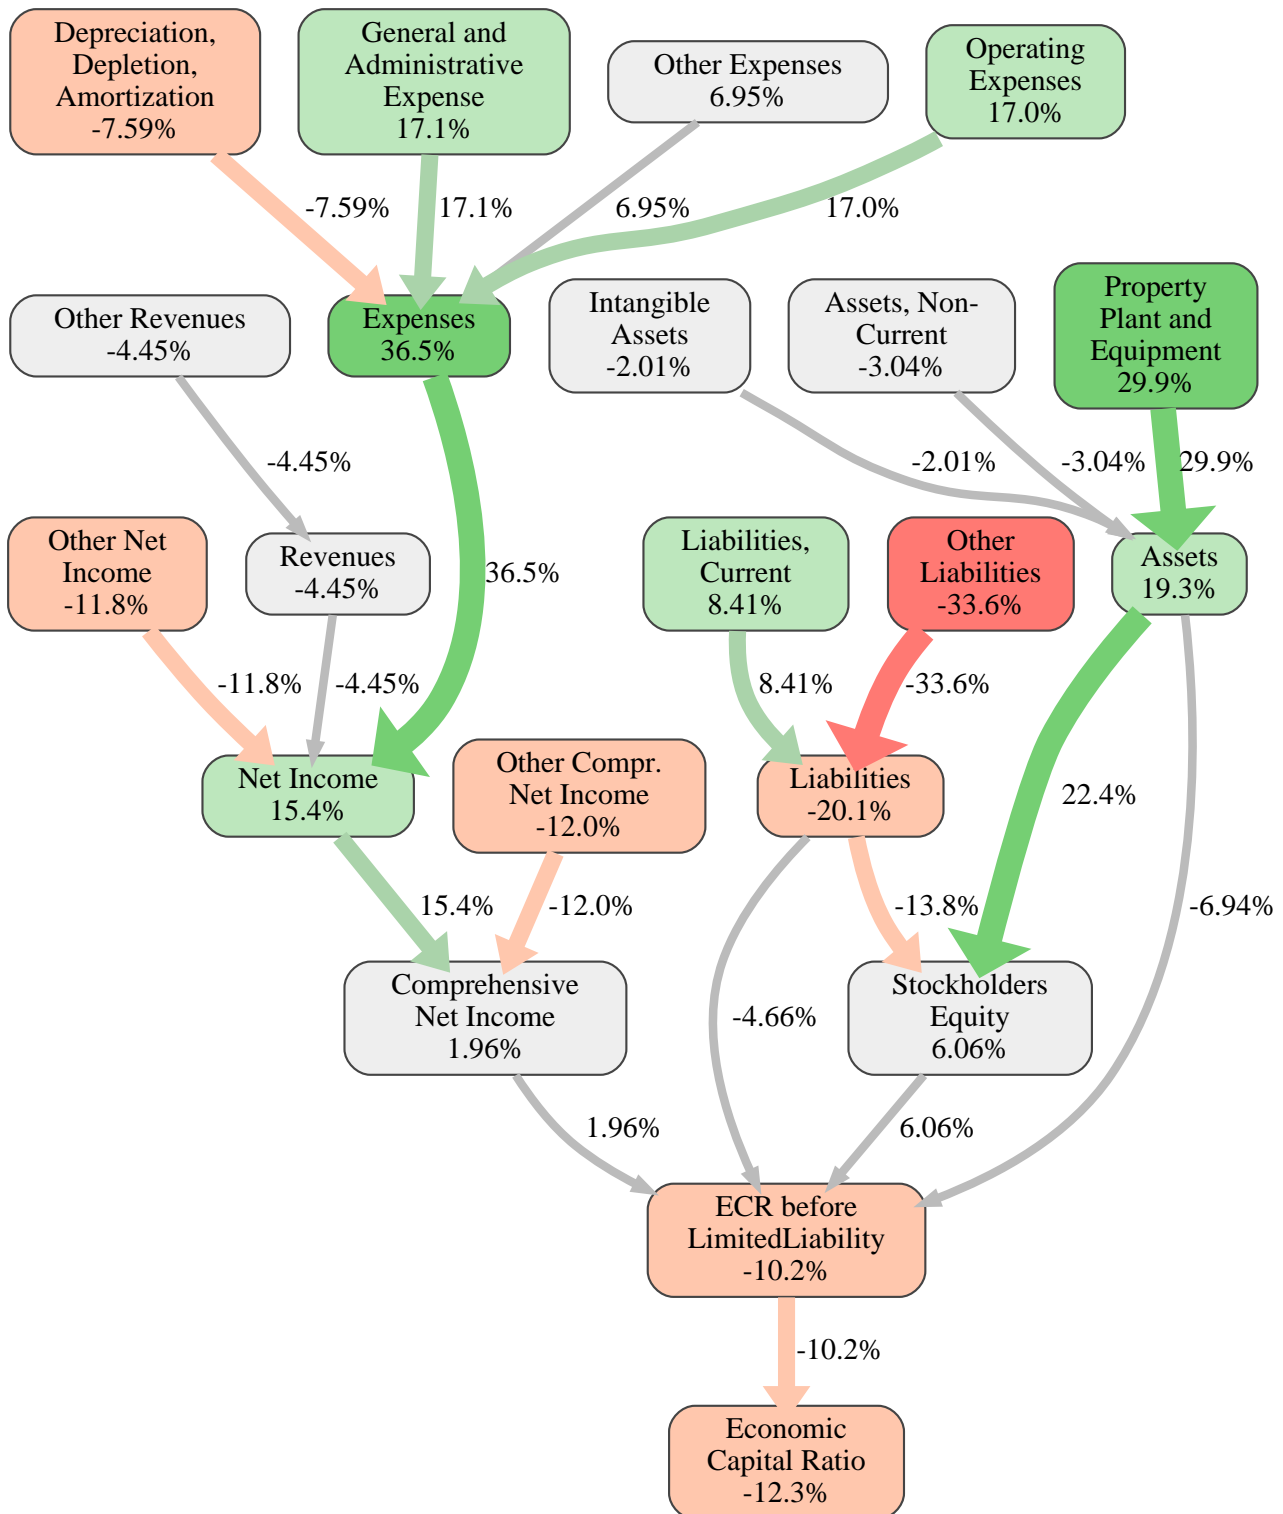 Depreciation,
Depletion,
Amortization
-7.59%
General and
Administrative
Expense
17.1%
Other Expenses
6.95%
Operating
Expenses
17.0%
-7.59%
17.1%
6.95%
17.0%
Other Revenues
-4.45%
Expenses
36.5%
Intangible
Assets
-2.01%
Assets, Non-
Current
-3.04%
Property
Plant and
Equipment
29.9%
-4.45%
-2.01%
-3.04%
29.9%
Other Net
Income
-11.8%
Revenues
-4.45%
36.5%
Liabilities,
Current
8.41%
Other
Liabilities
-33.6%
Assets
19.3%
-11.8%
-4.45%
8.41%
-33.6%
Net Income
15.4%
Other Compr.
Net Income
-12.0%
Liabilities
-20.1%
22.4%
15.4%
-12.0%
-13.8%
-6.94%
Comprehensive
Net Income
1.96%
-4.66%
Stockholders
Equity
6.06%
1.96%
6.06%
ECR before
LimitedLiability
-10.2%
-10.2%
Economic
Capital Ratio
-12.3%